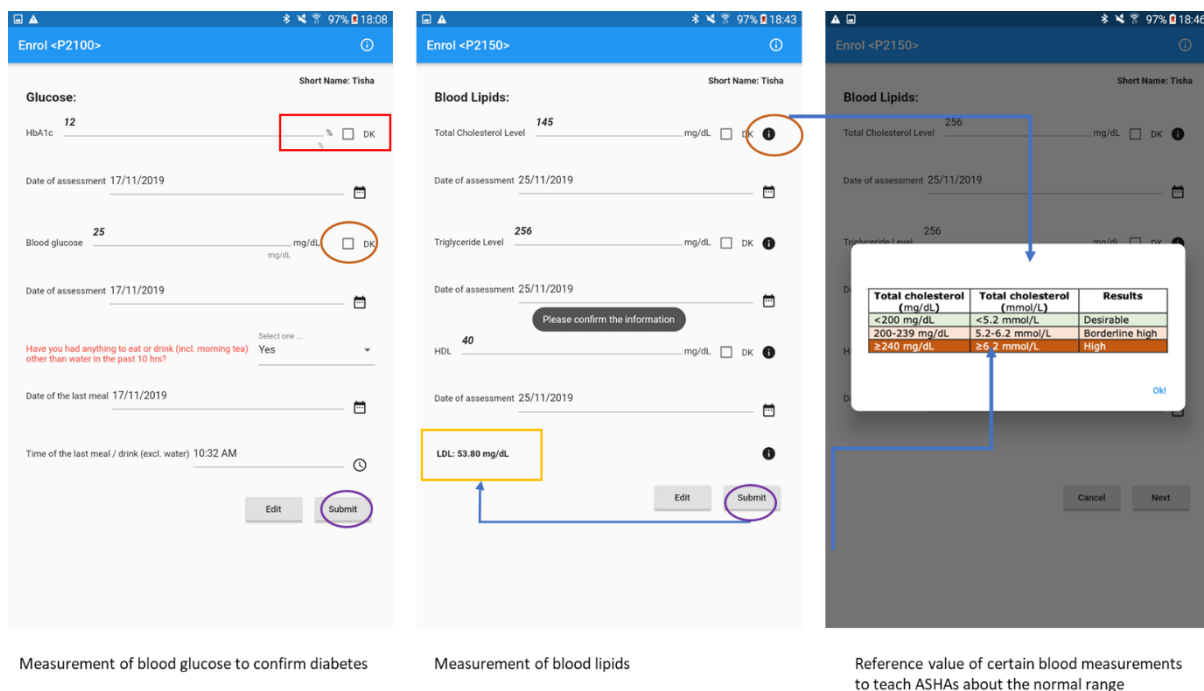 97% 18:08
Enrol <P2100>
Short Name: Tisha
Glucose:
HbA1c 12 % DK
%
Date of assessment 17/11/2019
Blood glucose 25 mg/dL DK
mg/dL
Date of assessment 17/11/2019
Select one ...
Have you had anything to eat or drink (incl. morning tea) Yes
other than water in the past 10 hrs?
Date of the last meal 17/11/2019
Time of the last meal / drink (excl. water) 10:32 AM
Edit Submit
Measurement of blood glucose to confirm diabetes
97% 18:43
Enrol <P2150>
Short Name: Tisha
Blood Lipids:
Total Cholesterol Level 145 mg/dL DK
Date of assessment 25/11/2019
Triglyceride Level 256 mg/dL DK
Date of assessment 25/11/2019
Please confirm the information
HDL 40 mg/dL DK
Date of assessment 25/11/2019
LDL: 53.80 mg/dL
Edit Submit
Measurement of blood lipids
97% 18:46
Enrol <P2150>
Short Name: Tisha
Blood Lipids:
Total Cholesterol Level 256 mg/dL DK
Date of assessment 25/11/2019
Triglyceride Level 256 mg/dL DK
Total cholesterol Total cholesterol Results
(mg/dL) (mmol/L)
<200 mg/dL <5.2 mmol/L Desirable
200-239 mg/dL 5.2-6.2 mmol/L Borderline high
≥240 mg/dL ≥6.2 mmol/L High
Ok!
Cancel Next
Reference value of certain blood measurements
to teach ASHAs about the normal range